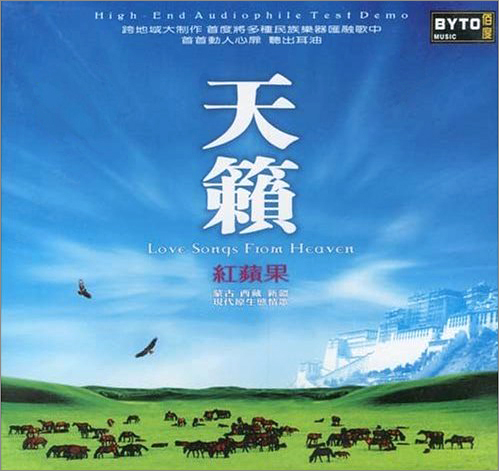 High-End Audiophile Test Demo
跨地域大制作 首度將多種民族樂器匯融歌中
首首動人心扉 聽出耳油
BYTO 佰度
MUSIC
天籟
Love Songs From Heaven
紅蘋果
蒙古 西藏 新疆
現代原生態情歌